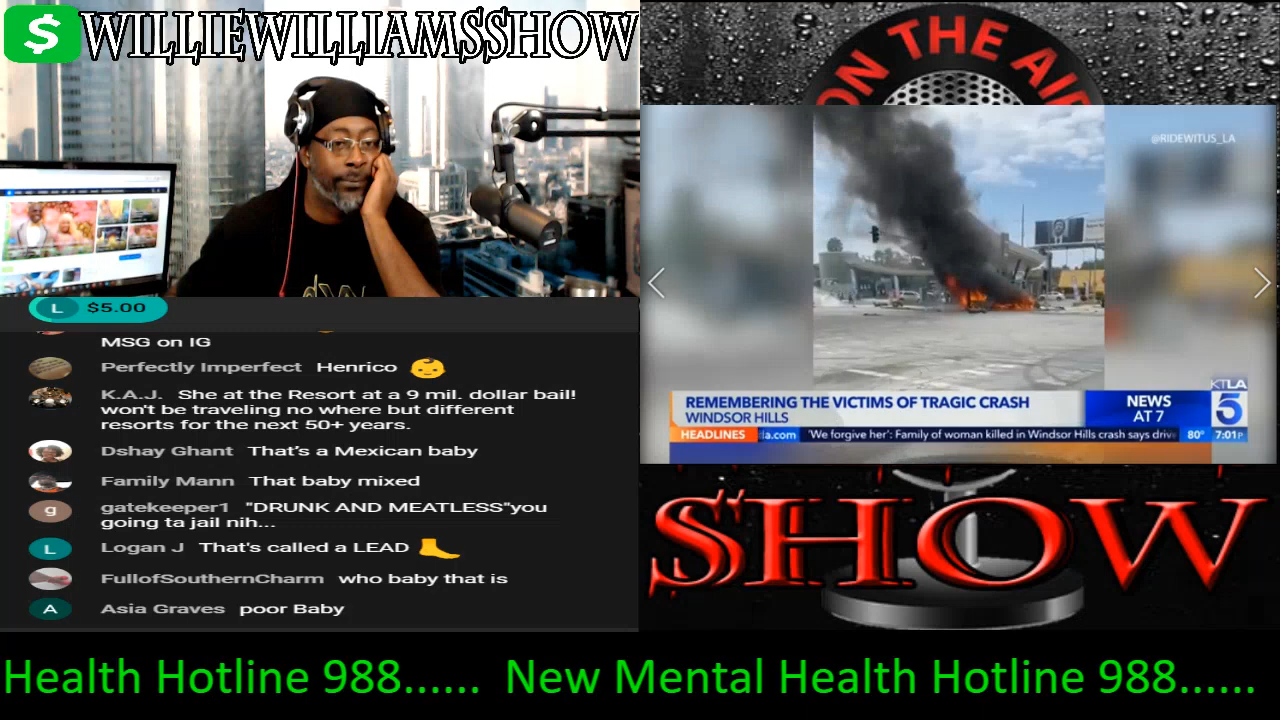 $ WILLIEWILLIAMSSHOW
ON THE AIR
@RIDEWITUS_LA
L $5.00
MSG on IG
Perfectly Imperfect Henrico
K.A.J. She at the Resort at a 9 mil. dollar bail!
won't be traveling no where but different
resorts for the next 50+ years.
Dshay Ghant That's a Mexican baby
Family Mann That baby mixed
g gatekeeper1 "DRUNK AND MEATLESS"you
going ta jail nih...
L Logan J That's called a LEAD
FullofSouthernCharm who baby that is
A Asia Graves poor Baby
REMEMBERING THE VICTIMS OF TRAGIC CRASH
WINDSOR HILLS
NEWS
AT 7
KTLA
5
HEADLINES la.com 'We forgive her': Family of woman killed in Windsor Hills crash says drive 80° 7:01P
SHOW
Health Hotline 988...... New Mental Health Hotline 988......